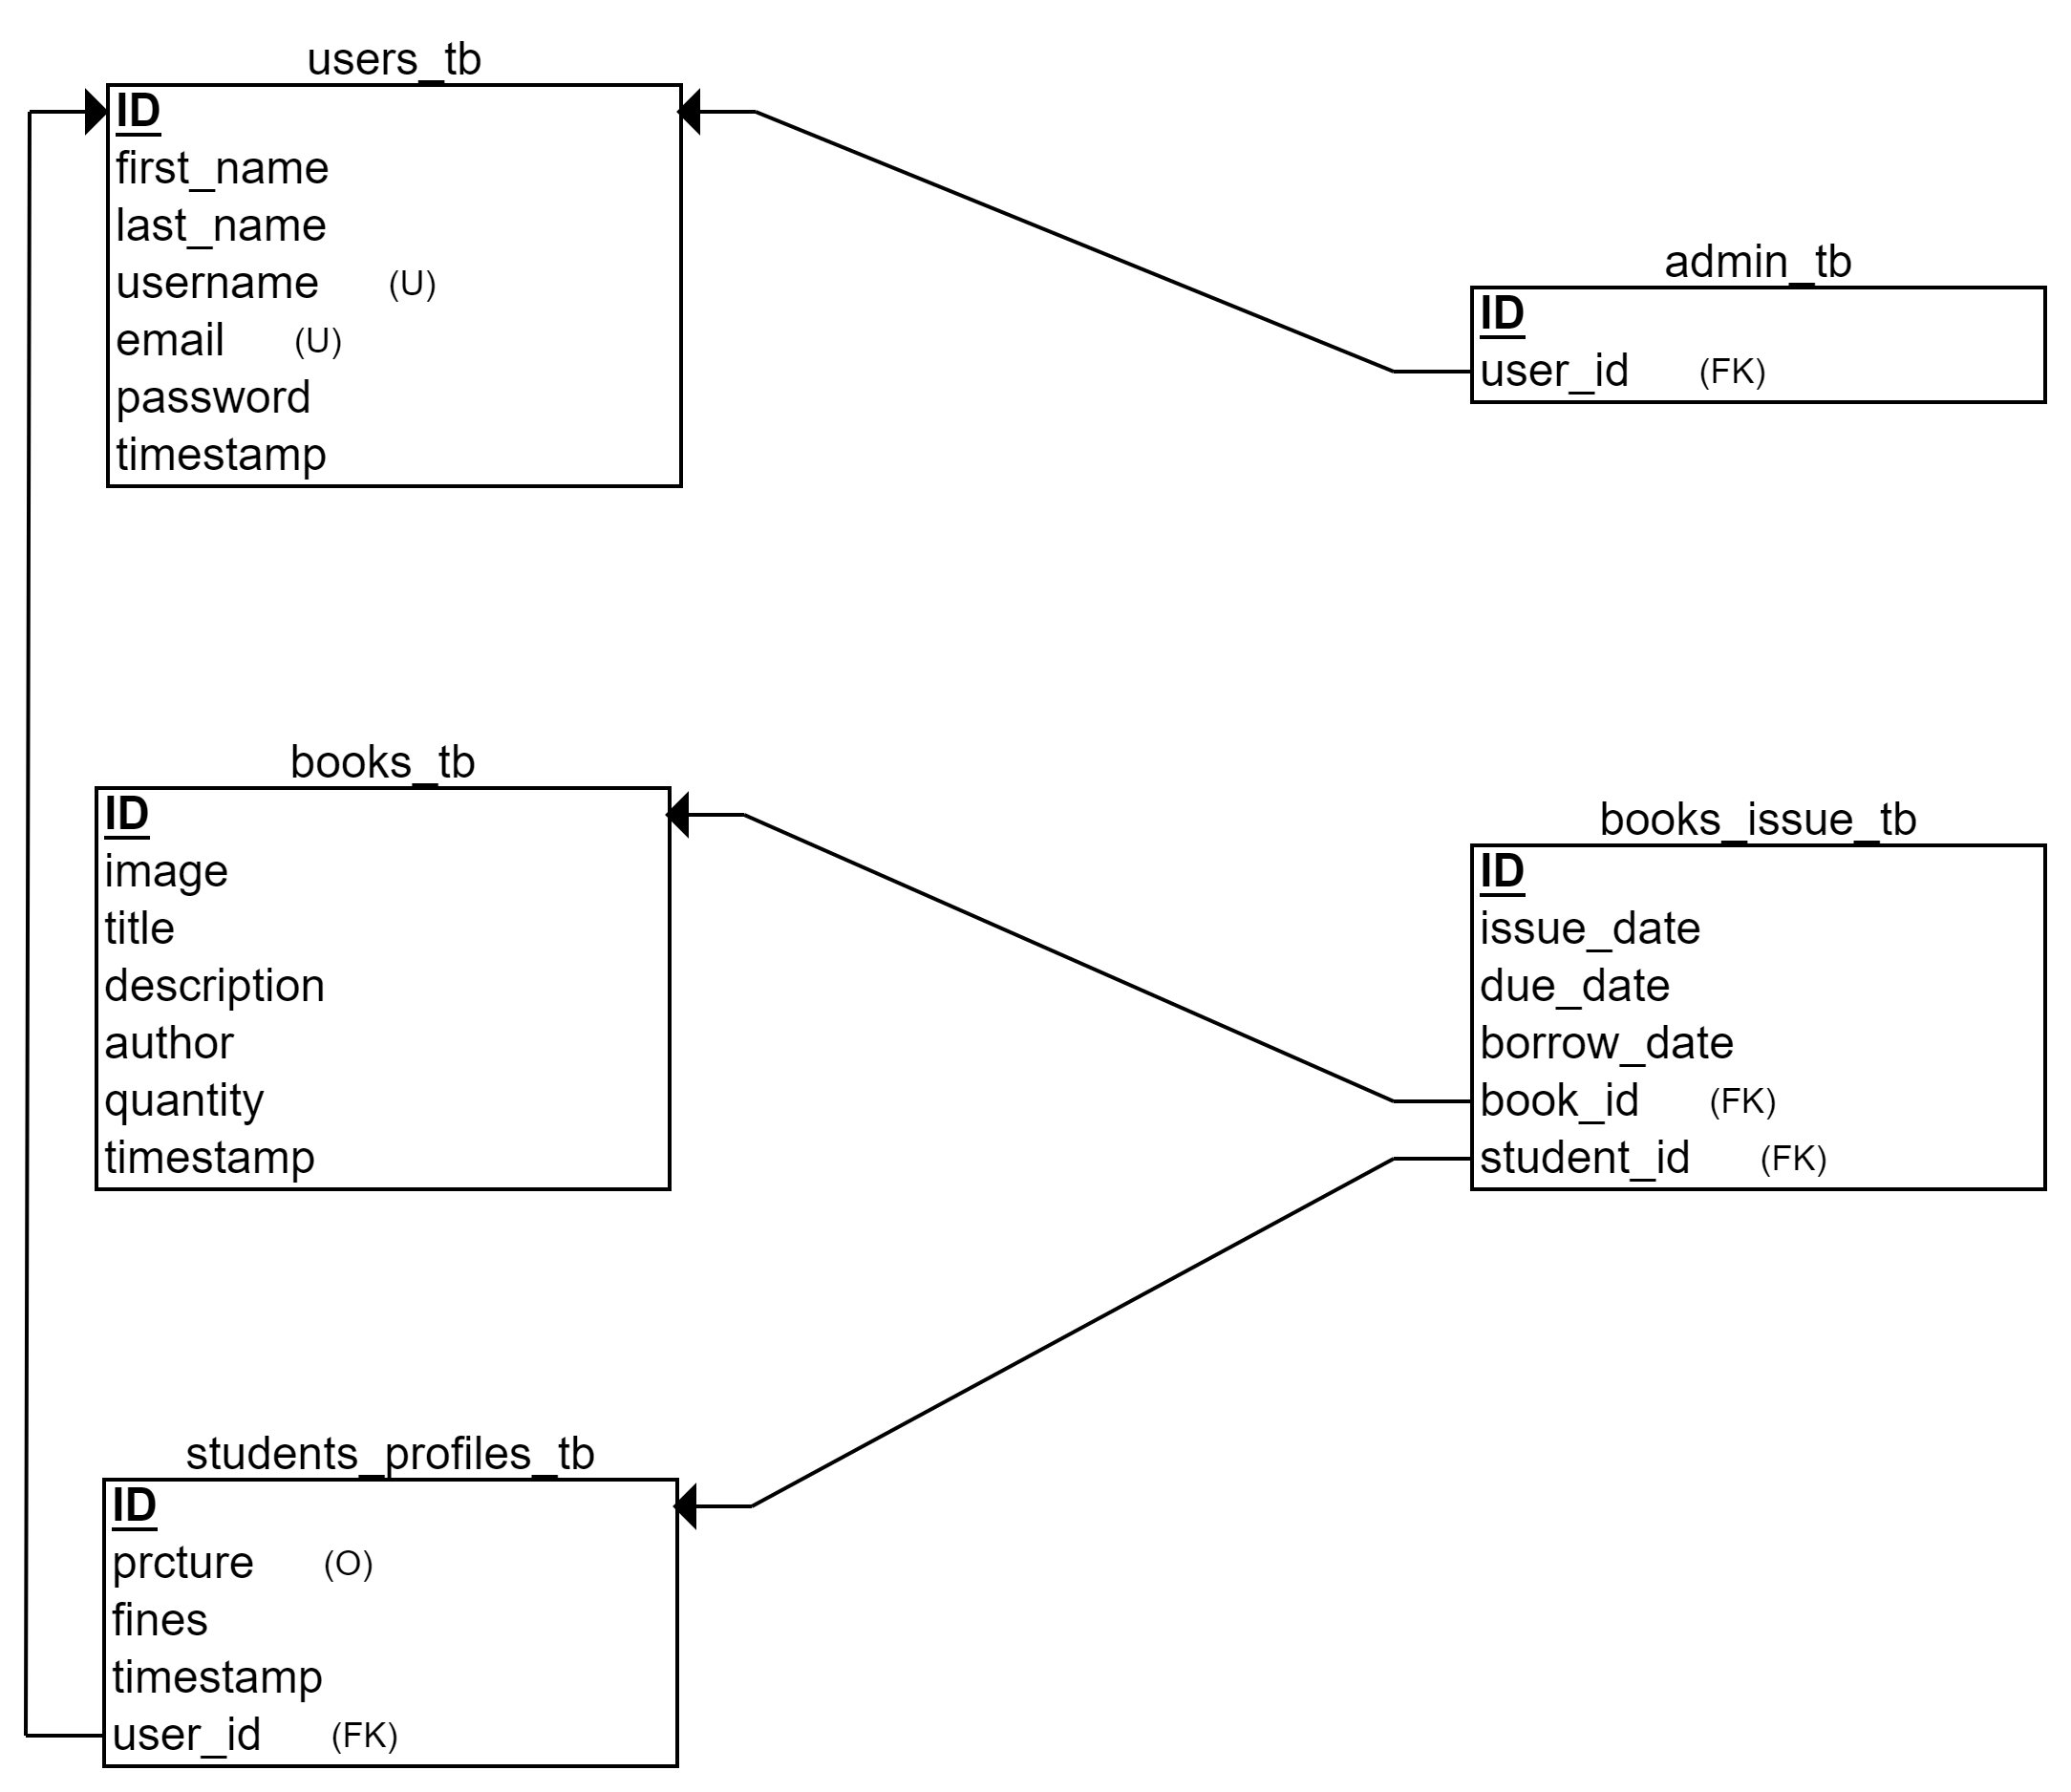 users_tb
ID
first_name
last_name
username (U)
email (U)
password
timestamp
admin_tb
ID
user_id (FK)
books_tb
ID
image
title
description
author
quantity
timestamp
books_issue_tb
ID
issue_date
due_date
borrow_date
book_id (FK)
student_id (FK)
students_profiles_tb
ID
prcture (O)
fines
timestamp
user_id (FK)